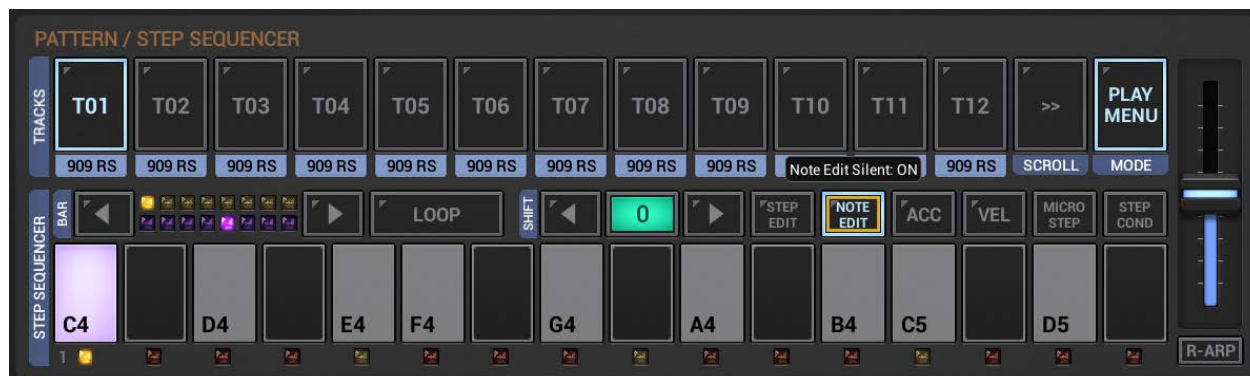 PATTERN / STEP SEQUENCER
TRACKS
T01 T02 T03 T04 T05 T06 T07 T08 T09 T10 T11 T12 >> PLAY MENU
909 RS 909 RS 909 RS 909 RS 909 RS 909 RS 909 RS 909 RS 909 RS 909 RS SCROLL MODE
Note Edit Silent: ON
STEP SEQUENCER
BAR LOOP SHIFT 0 STEP EDIT NOTE EDIT ACC VEL MICRO STEP STEP COND
C4 D4 E4 F4 G4 A4 B4 C5 D5
1 R-ARP